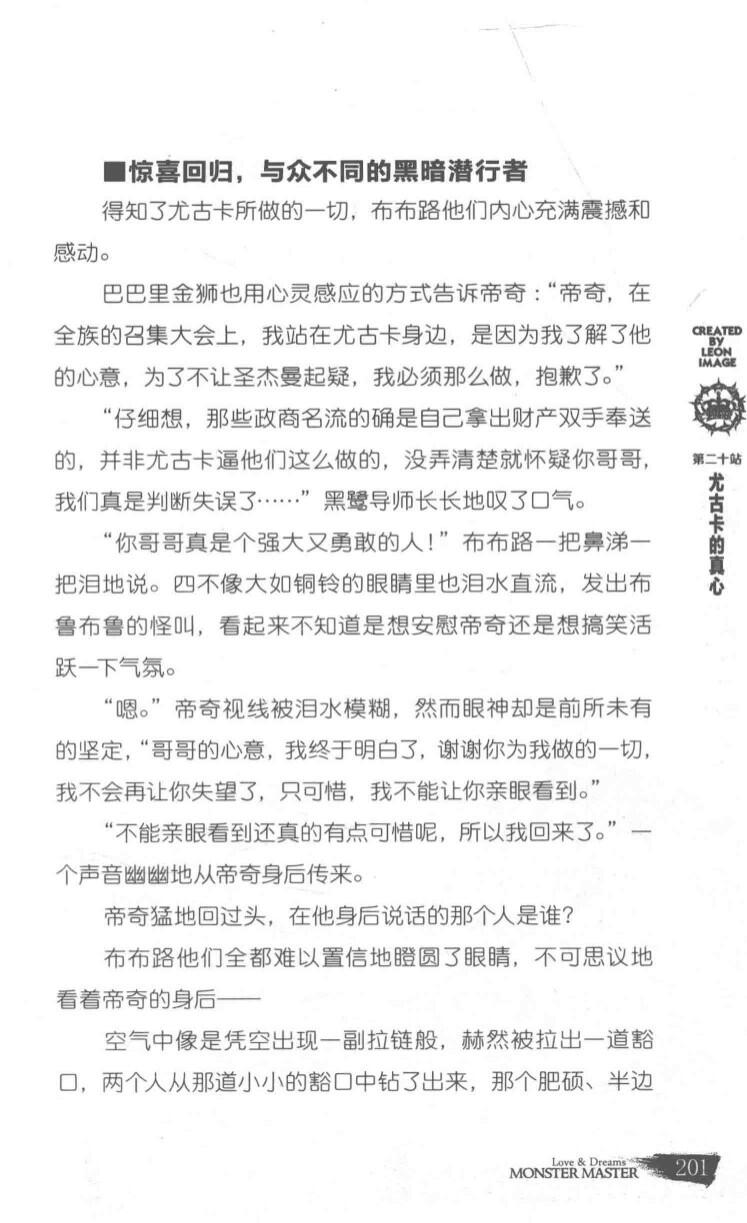 ■惊喜回归，与众不同的黑暗潜行者
得知了尤古卡所做的一切，布布路他们内心充满震撼和
感动。
巴巴里金狮也用心灵感应的方式告诉帝奇：“帝奇，在
全族的召集大会上，我站在尤古卡身边，是因为我了解了他
的心意，为了不让圣杰曼起疑，我必须那么做，抱歉了。”
“仔细想，那些政商名流的确是自己拿出财产双手奉送
的，并非尤古卡逼他们这么做的，没弄清楚就怀疑你哥哥，
我们真是判断失误了……”黑鹭导师长长地叹了口气。
“你哥哥真是个强大又勇敢的人！”布布路一把鼻涕一
把泪地说。四不像大如铜铃的眼睛里也泪水直流，发出布
鲁布鲁的怪叫，看起来不知道是想安慰帝奇还是想搞笑活
跃一下气氛。
“嗯。”帝奇视线被泪水模糊，然而眼神却是前所未有
的坚定，“哥哥的心意，我终于明白了，谢谢你为我做的一切，
我不会再让你失望了，只可惜，我不能让你亲眼看到。”
“不能亲眼看到还真的有点可惜呢，所以我回来了。”一
个声音幽幽地从帝奇身后传来。
帝奇猛地回过头，在他身后说话的那个人是谁？
布布路他们全都难以置信地瞪圆了眼睛，不可思议地
看着帝奇的身后——
空气中像是凭空出现一副拉链般，赫然被拉出一道豁
口，两个人从那道小小的豁口中钻了出来，那个肥硕、半边
CREATED
BY
LEON
IMAGE
第二十站
尤古卡的真心
Love & Dreams
MONSTER MASTER
201